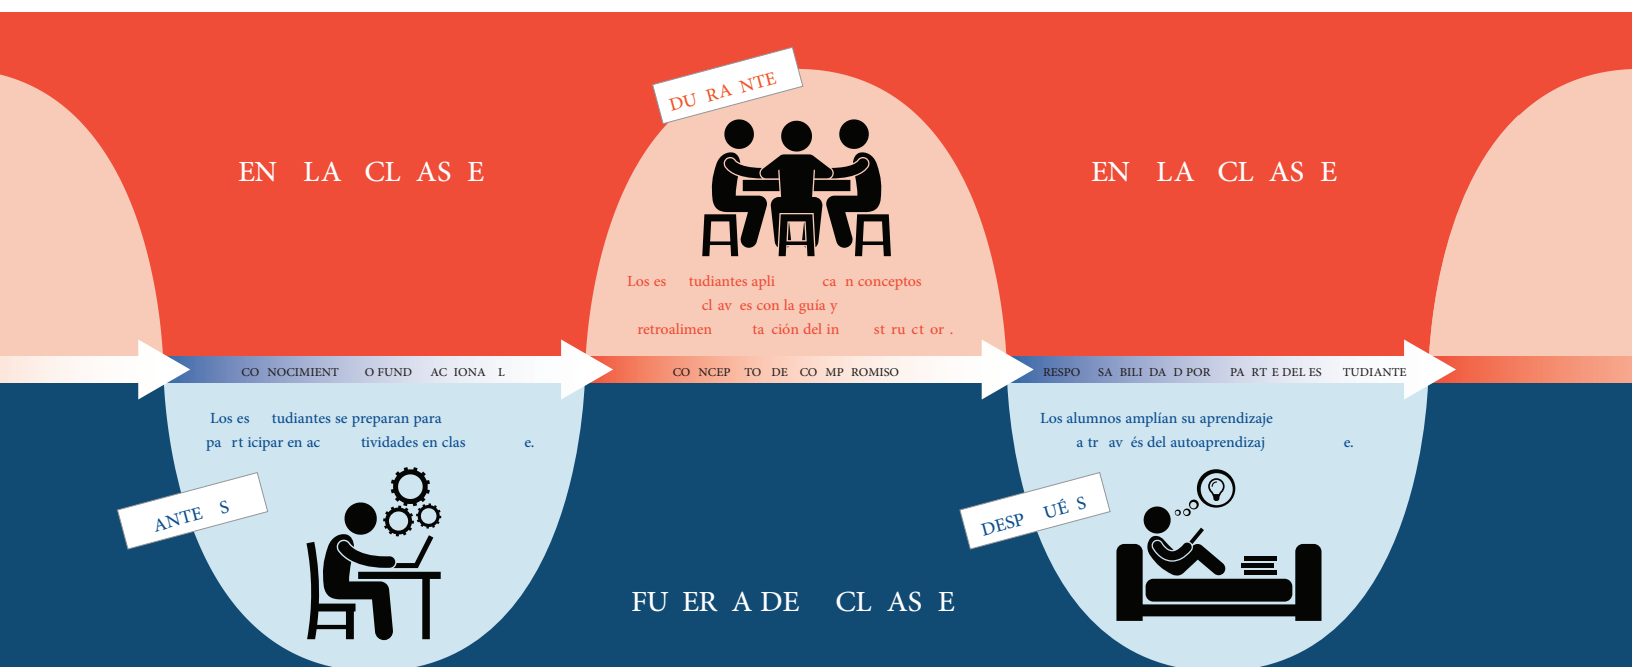 DURANTE
EN LA CLASE
EN LA CLASE
Los estudiantes aplican conceptos
claves con la guía y
retroalimentación del instructor.
CONOCIMIENTO FUNDACIONAL
CONCEPTO DE COMPROMISO
RESPONSABILIDAD POR PARTE DEL ESTUDIANTE
Los estudiantes se preparan para
participar en actividades en clase.
Los alumnos amplían su aprendizaje
a través del autoaprendizaje.
ANTES
DESPUÉS
FUERA DE CLASE